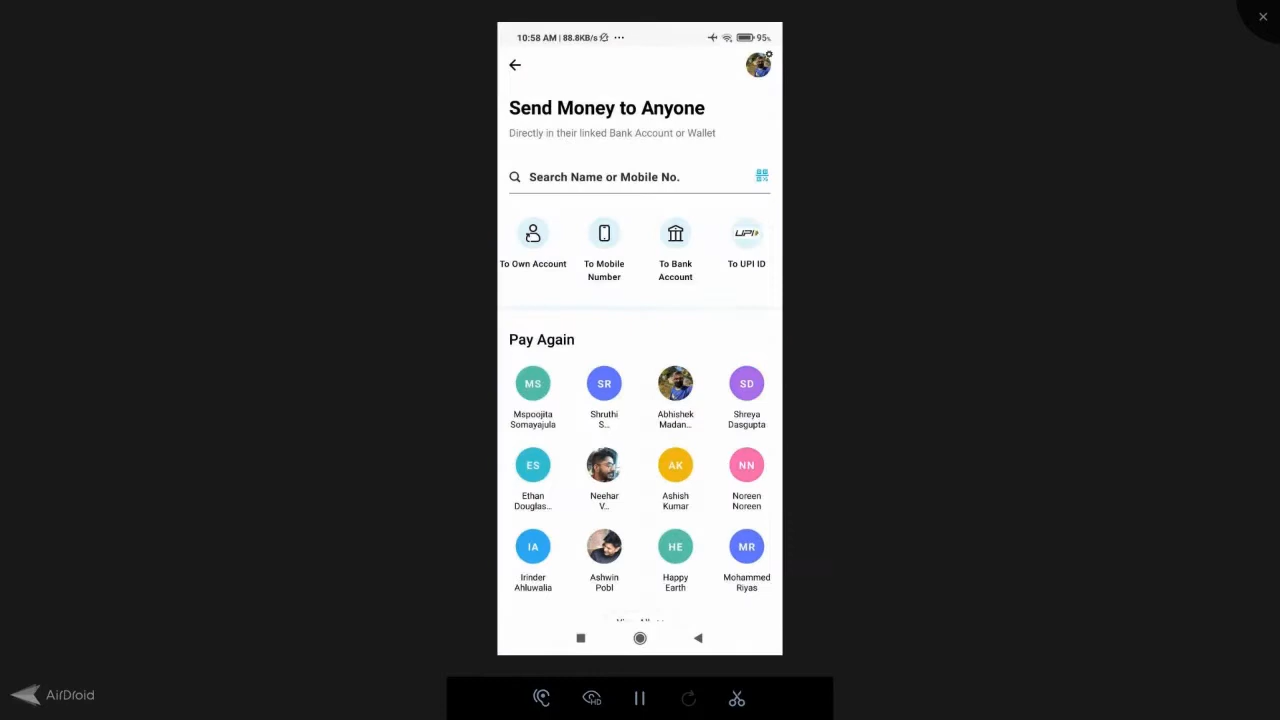 10:58 AM | 88.8KB/s ··· 95%
Send Money to Anyone
Directly in their linked Bank Account or Wallet
Search Name or Mobile No.
UPI
To Own Account
To Mobile
Number
To Bank
Account
To UPI ID
Pay Again
MS SR SD
Mspoojita
Somayajula
Shruthi
S...
Abhishek
Madan...
Shreya
Dasgupta
ES AK NN
Ethan
Douglas...
Neehar
V...
Ashish
Kumar
Noreen
Noreen
IA HE MR
Irinder
Ahluwalia
Ashwin
Pobl
Happy
Earth
Mohammed
Riyas
HD
AirDroid